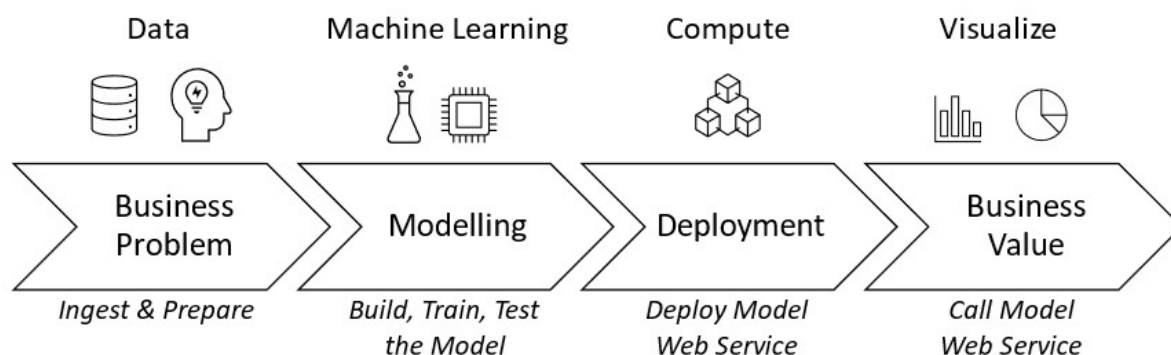 Data
Machine Learning
Compute
Visualize
Business
Problem
Modelling
Deployment
Business
Value
Ingest & Prepare
Build, Train, Test
the Model
Deploy Model
Web Service
Call Model
Web Service